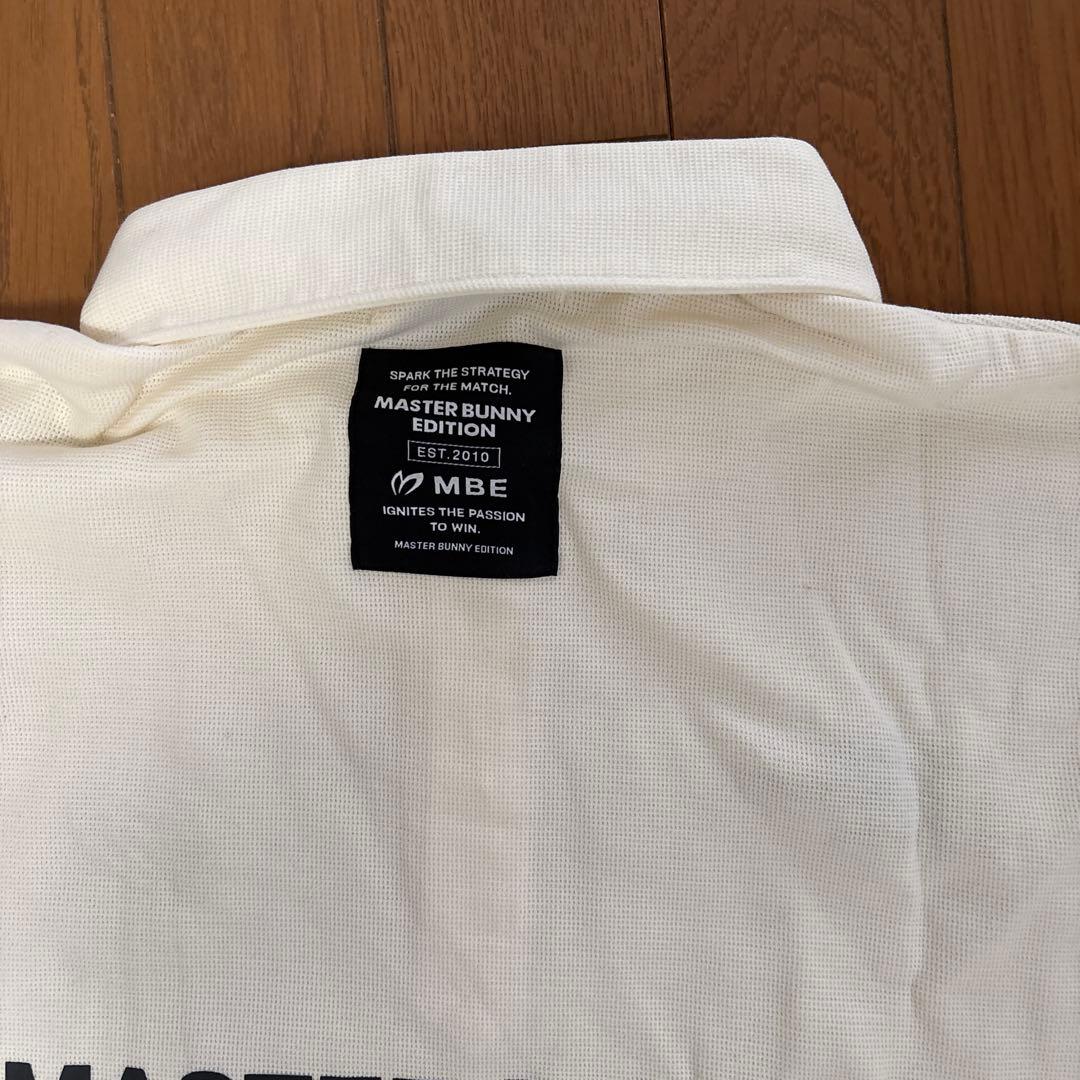 SPARK THE STRATEGY
FOR THE MATCH.
MASTER BUNNY
EDITION
EST.2010
MBE
IGNITES THE PASSION
TO WIN.
MASTER BUNNY EDITION